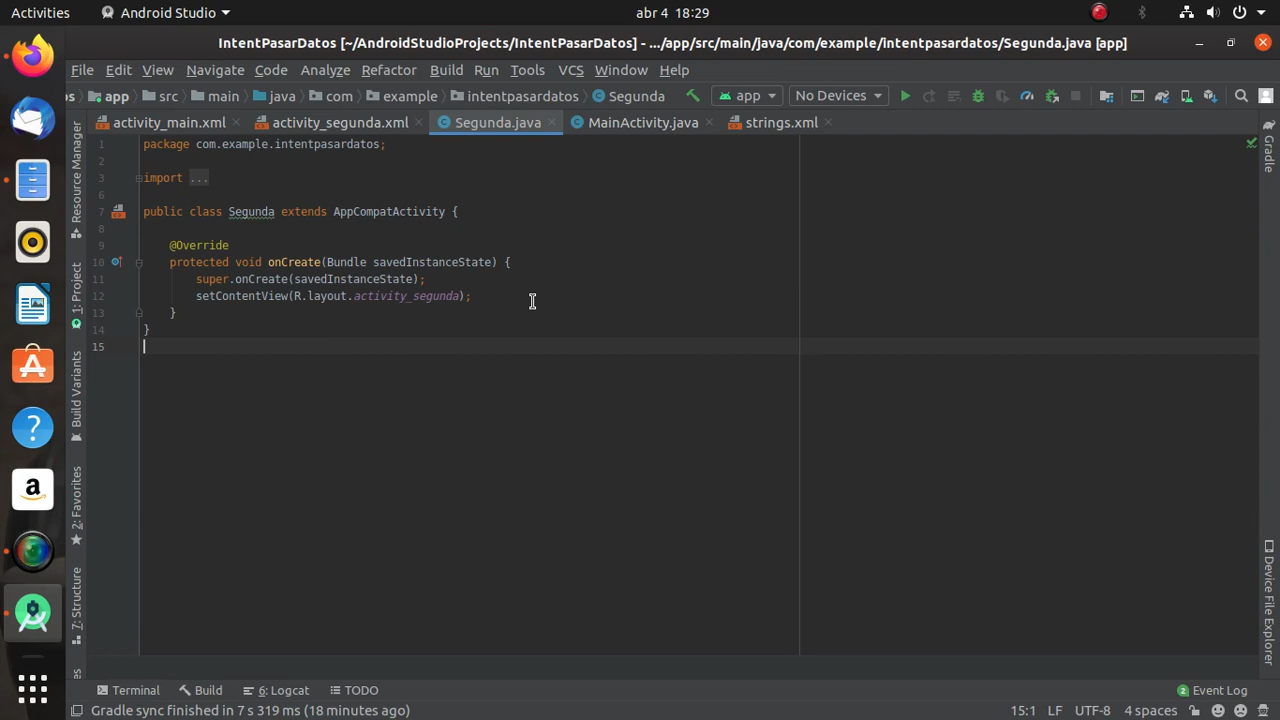 Activities Android Studio abr 4 18:29
IntentPasarDatos [~/AndroidStudioProjects/IntentPasarDatos] - .../app/src/main/java/com/example/intentpasardatos/Segunda.java [app]
File Edit View Navigate Code Analyze Refactor Build Run Tools VCS Window Help
os app src main java com example intentpasardatos Segunda app No Devices
activity_main.xml activity_segunda.xml Segunda.java MainActivity.java strings.xml
1 package com.example.intentpasardatos;
2
3 import ...
6
7 public class Segunda extends AppCompatActivity {
8
9 @Override
10 protected void onCreate(Bundle savedInstanceState) {
11 super.onCreate(savedInstanceState);
12 setContentView(R.layout.activity_segunda);
13 }
14 }
15
Resource Manager
1: Project
Build Variants
2: Favorites
7: Structure
Gradle
Device File Explorer
a
?
Terminal Build 6: Logcat TODO 2 Event Log
Gradle sync finished in 7 s 319 ms (18 minutes ago) 15:1 LF UTF-8 4 spaces